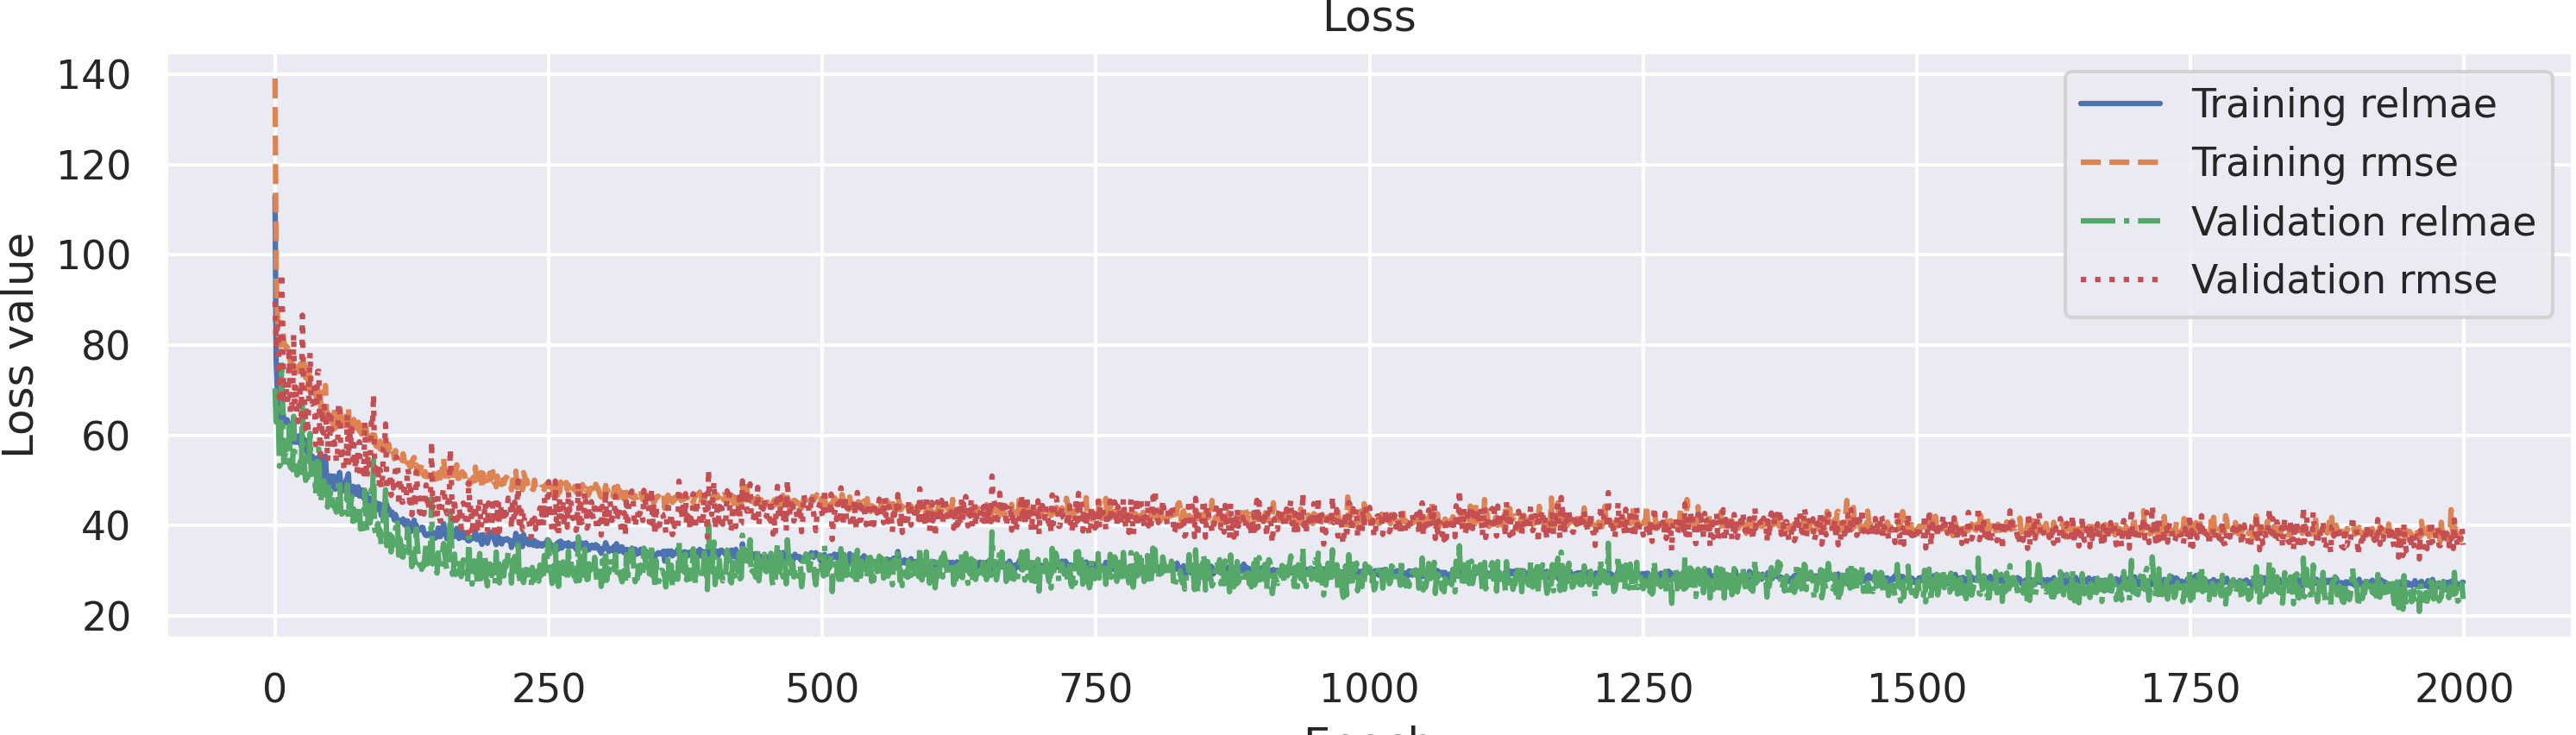 Loss
140
120
100
80
60
40
20
Loss value
Training relmae
Training rmse
Validation relmae
Validation rmse
0 250 500 750 1000 1250 1500 1750 2000
Epoch